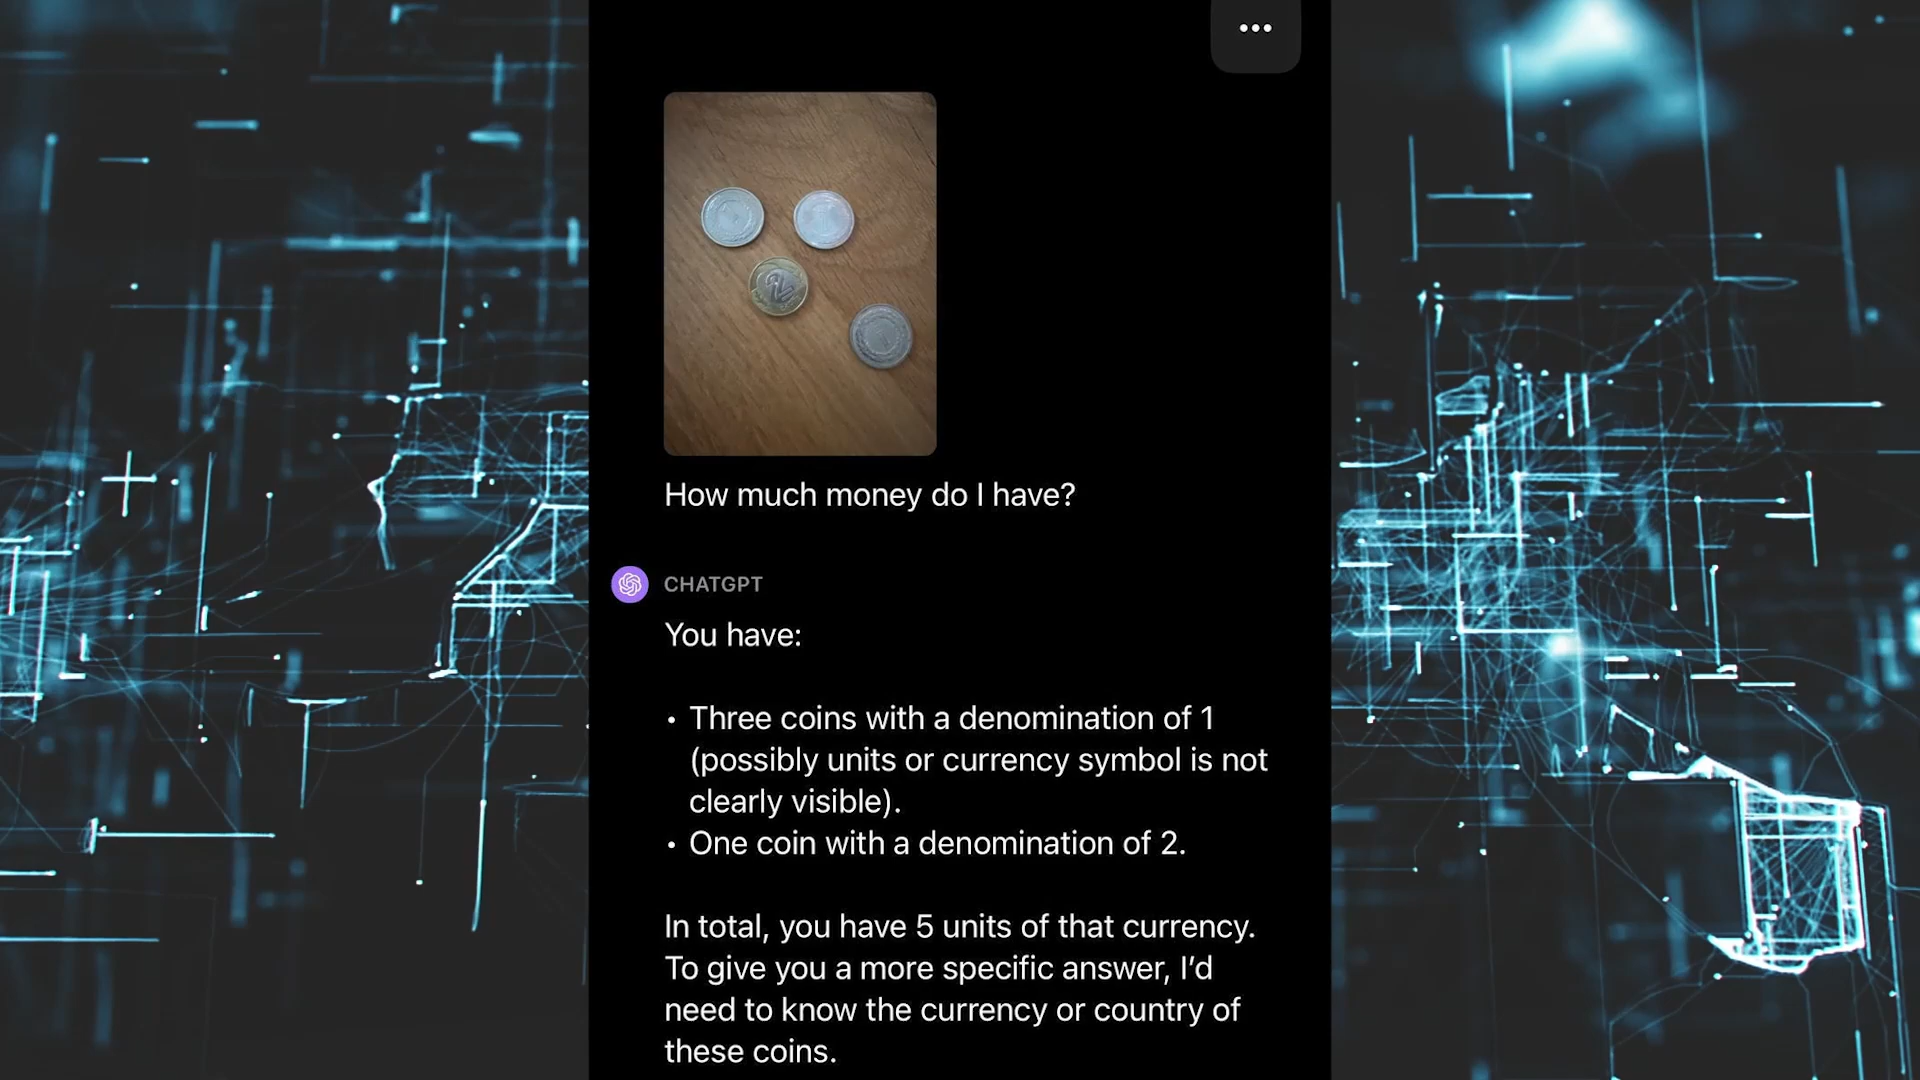 2
How much money do I have?
CHATGPT
You have:
• Three coins with a denomination of 1
(possibly units or currency symbol is not
clearly visible).
• One coin with a denomination of 2.
In total, you have 5 units of that currency.
To give you a more specific answer, I’d
need to know the currency or country of
these coins.